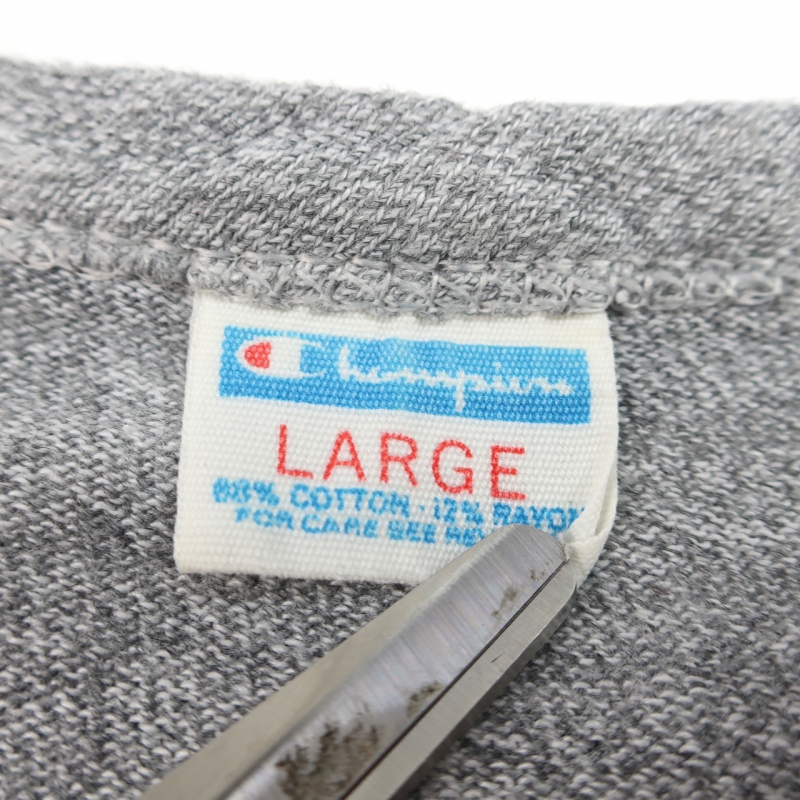 Champion
LARGE
88% COTTON · 12% RAYON
FOR CARE SEE